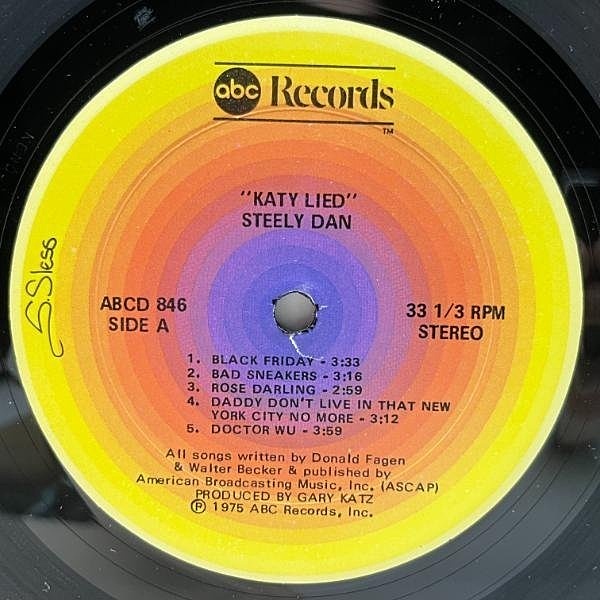 abc Records
TM
"KATY LIED"
STEELY DAN
S. Sless
ABCD 846
SIDE A
33 1/3 RPM
STEREO
1. BLACK FRIDAY - 3:33
2. BAD SNEAKERS - 3:16
3. ROSE DARLING - 2:59
4. DADDY DON'T LIVE IN THAT NEW
YORK CITY NO MORE - 3:12
5. DOCTOR WU - 3:59
All songs written by Donald Fagen
& Walter Becker & published by
American Broadcasting Music, Inc. (ASCAP)
PRODUCED BY GARY KATZ
℗ 1975 ABC Records, Inc.